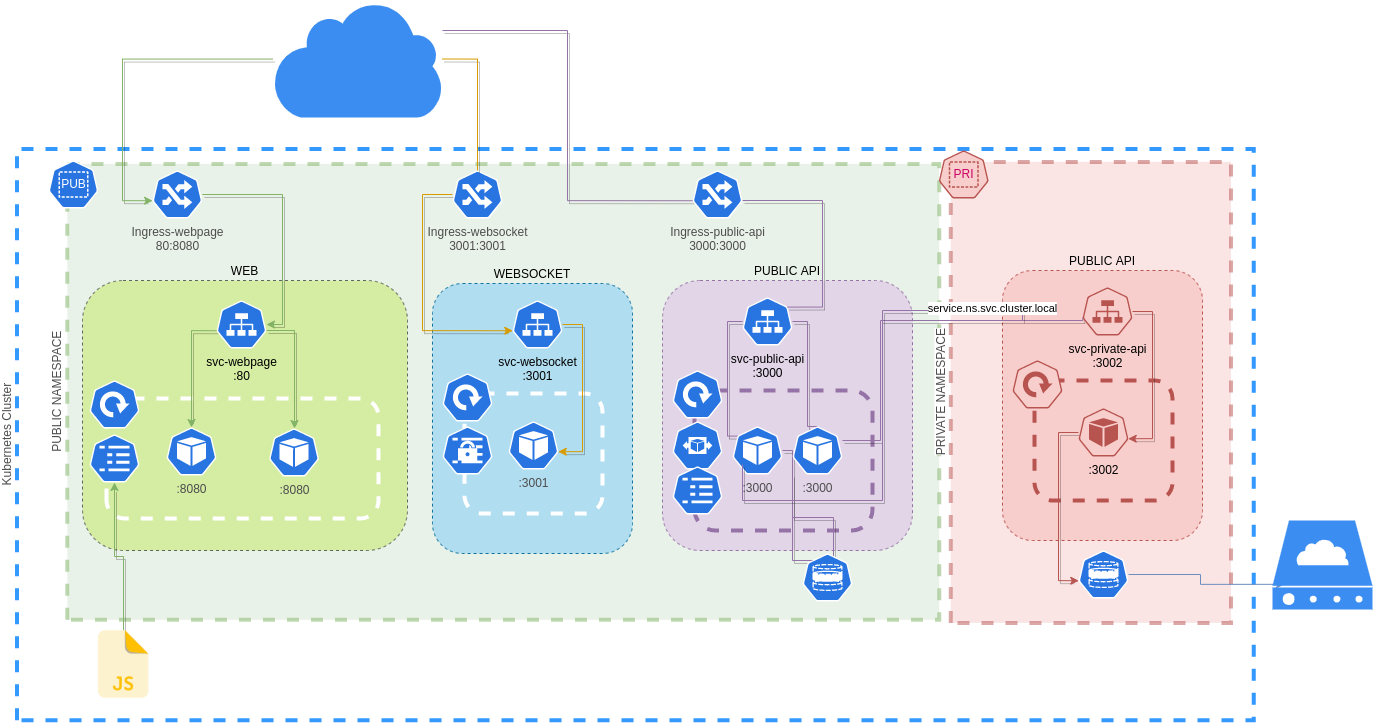 PUB
PRI
Ingress-webpage
80:8080
Ingress-websocket
3001:3001
Ingress-public-api
3000:3000
WEB
WEBSOCKET
PUBLIC API
PUBLIC API
service.ns.svc.cluster.local
svc-webpage
:80
svc-websocket
:3001
svc-public-api
:3000
svc-private-api
:3002
Kubernetes Cluster
PUBLIC NAMESPACE
PRIVATE NAMESPACE
:8080
:8080
:3001
:3000
:3000
:3002
JS